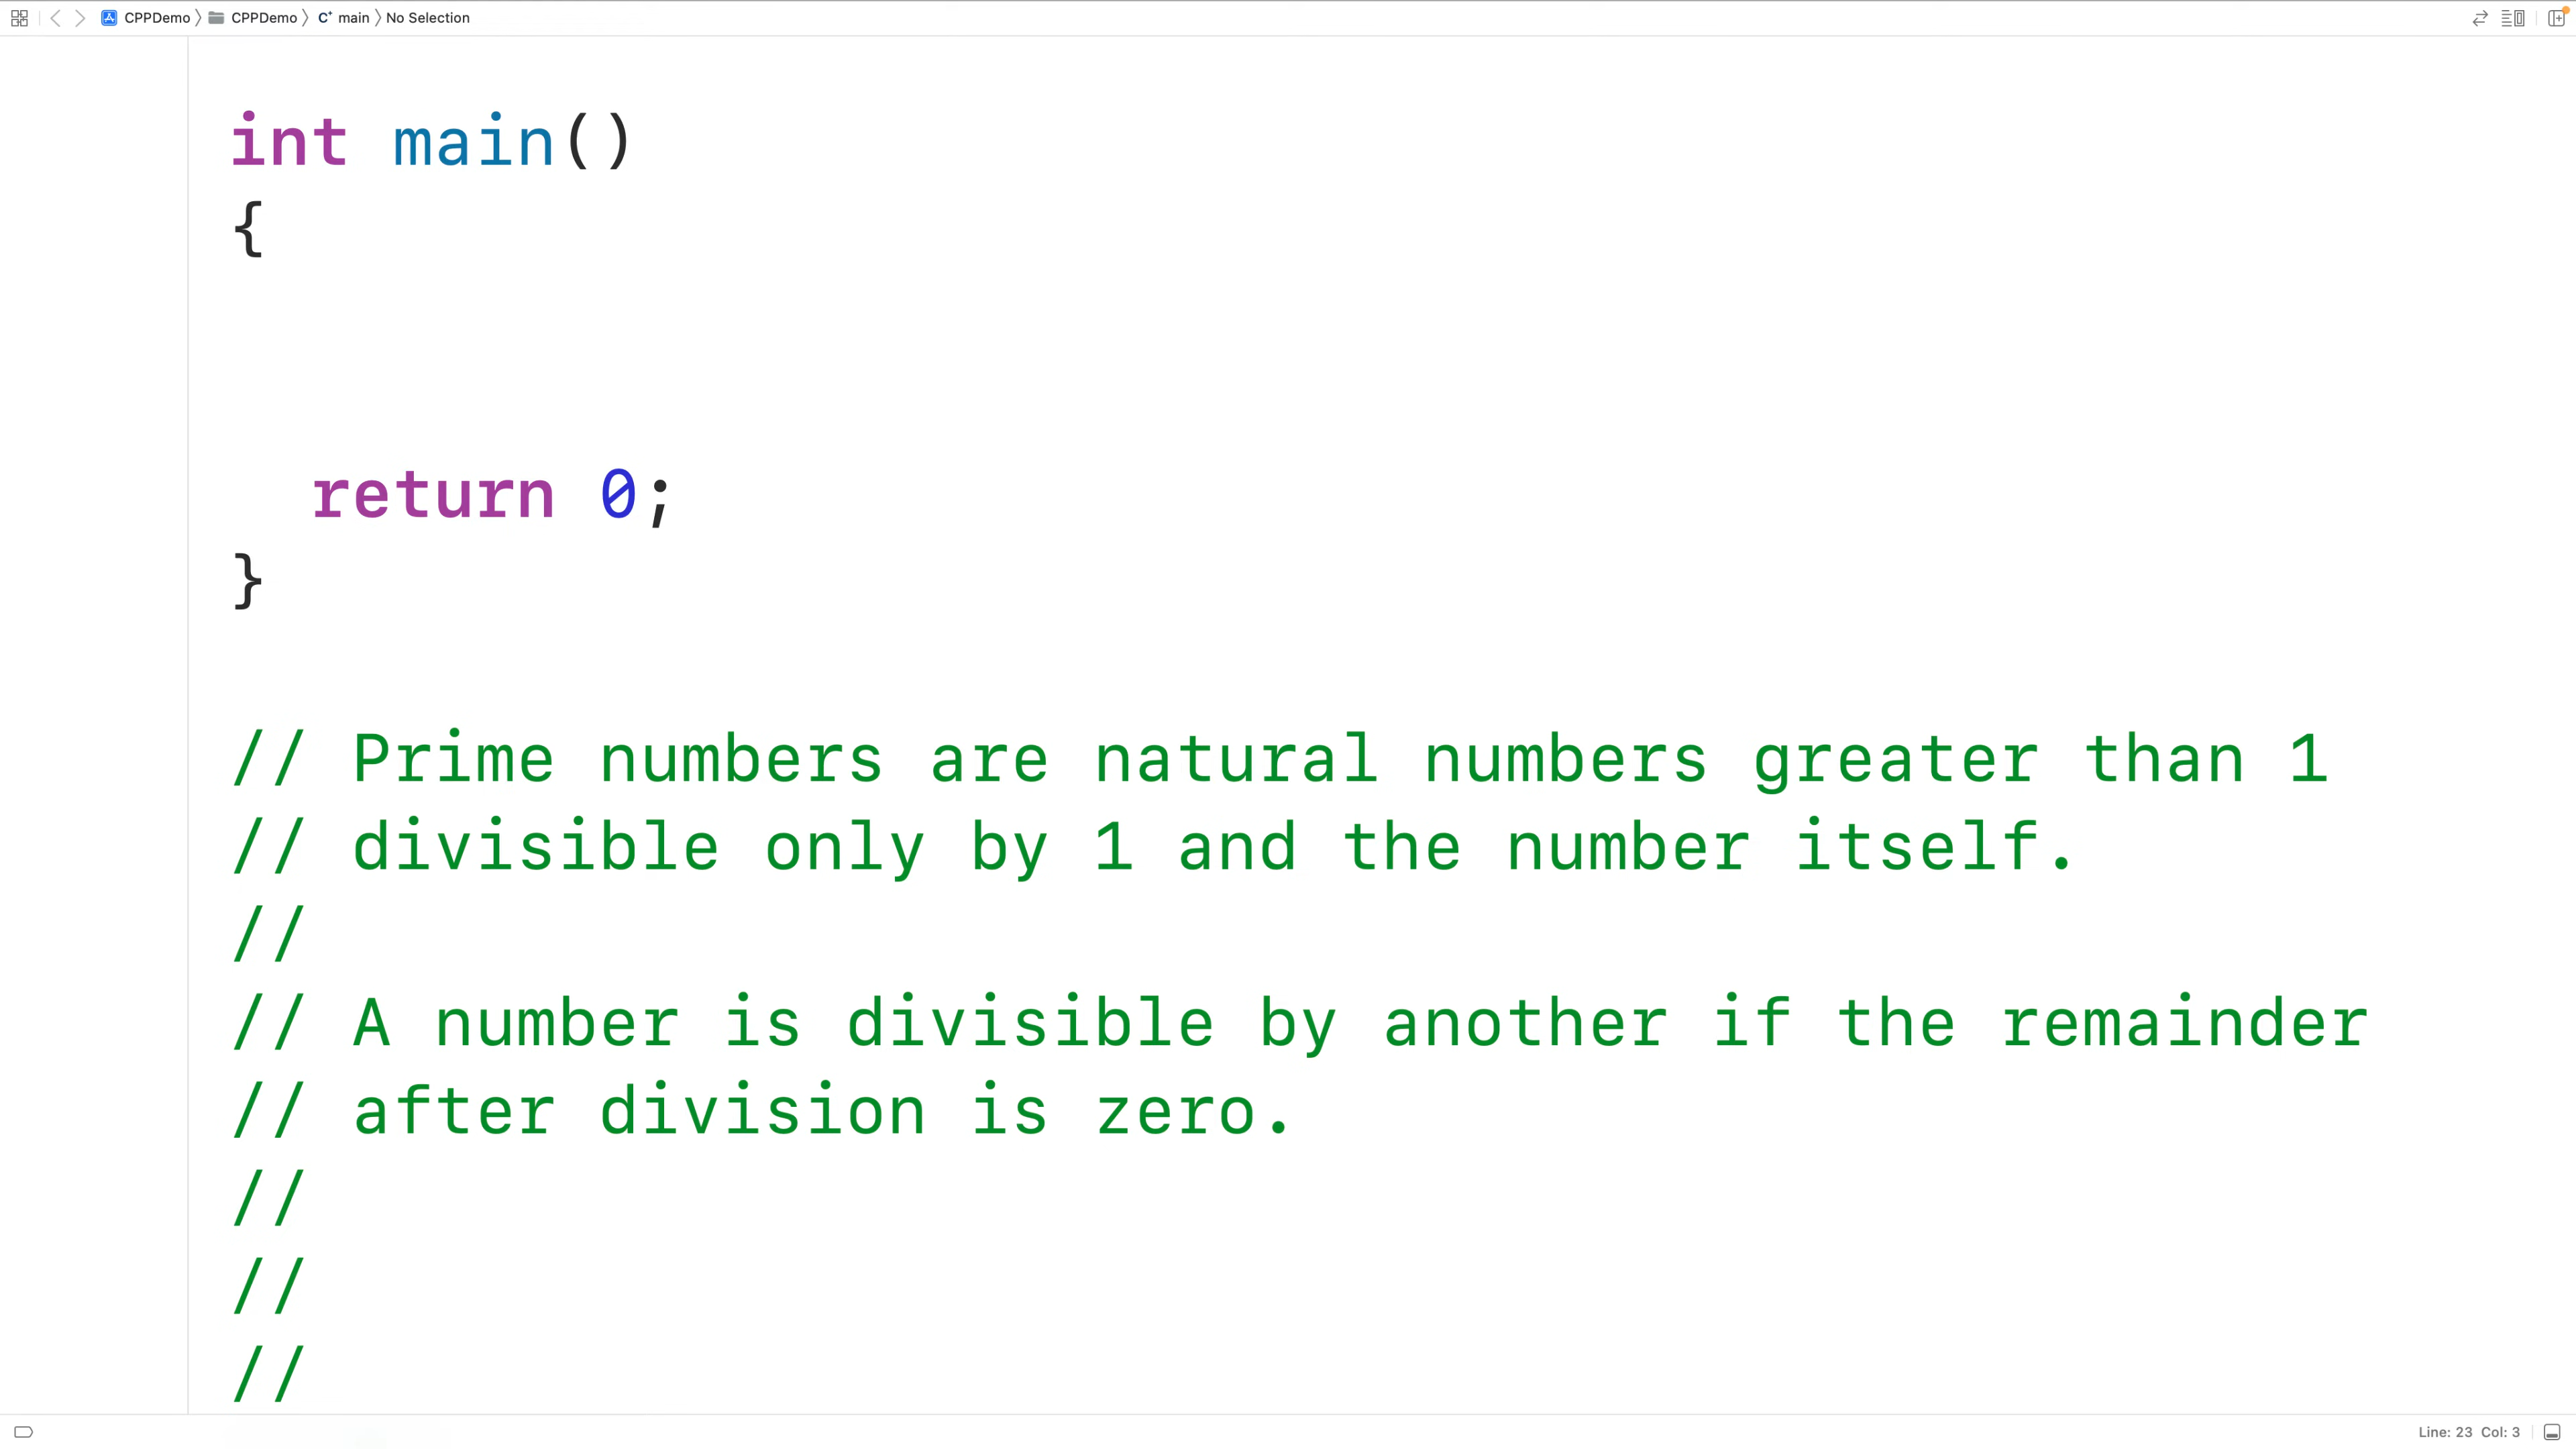 CPPDemo 〉 CPPDemo 〉 C+ main 〉 No Selection
int main()
{
return 0;
}
// Prime numbers are natural numbers greater than 1
// divisible only by 1 and the number itself.
//
// A number is divisible by another if the remainder
// after division is zero.
//
//
//
Line: 23 Col: 3